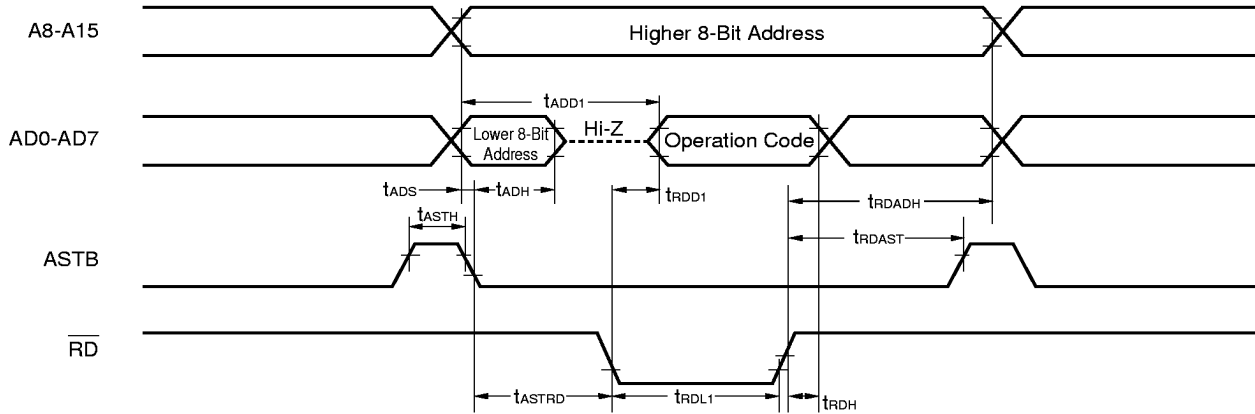 A8-A15
Higher 8-Bit Address
tADD1
AD0-AD7
Lower 8-Bit
Address
Hi-Z
Operation Code
tADS
tADH
tRDD1
tRDADH
tASTH
tRDAST
ASTB
RD
tASTRD
tRDL1
tRDH